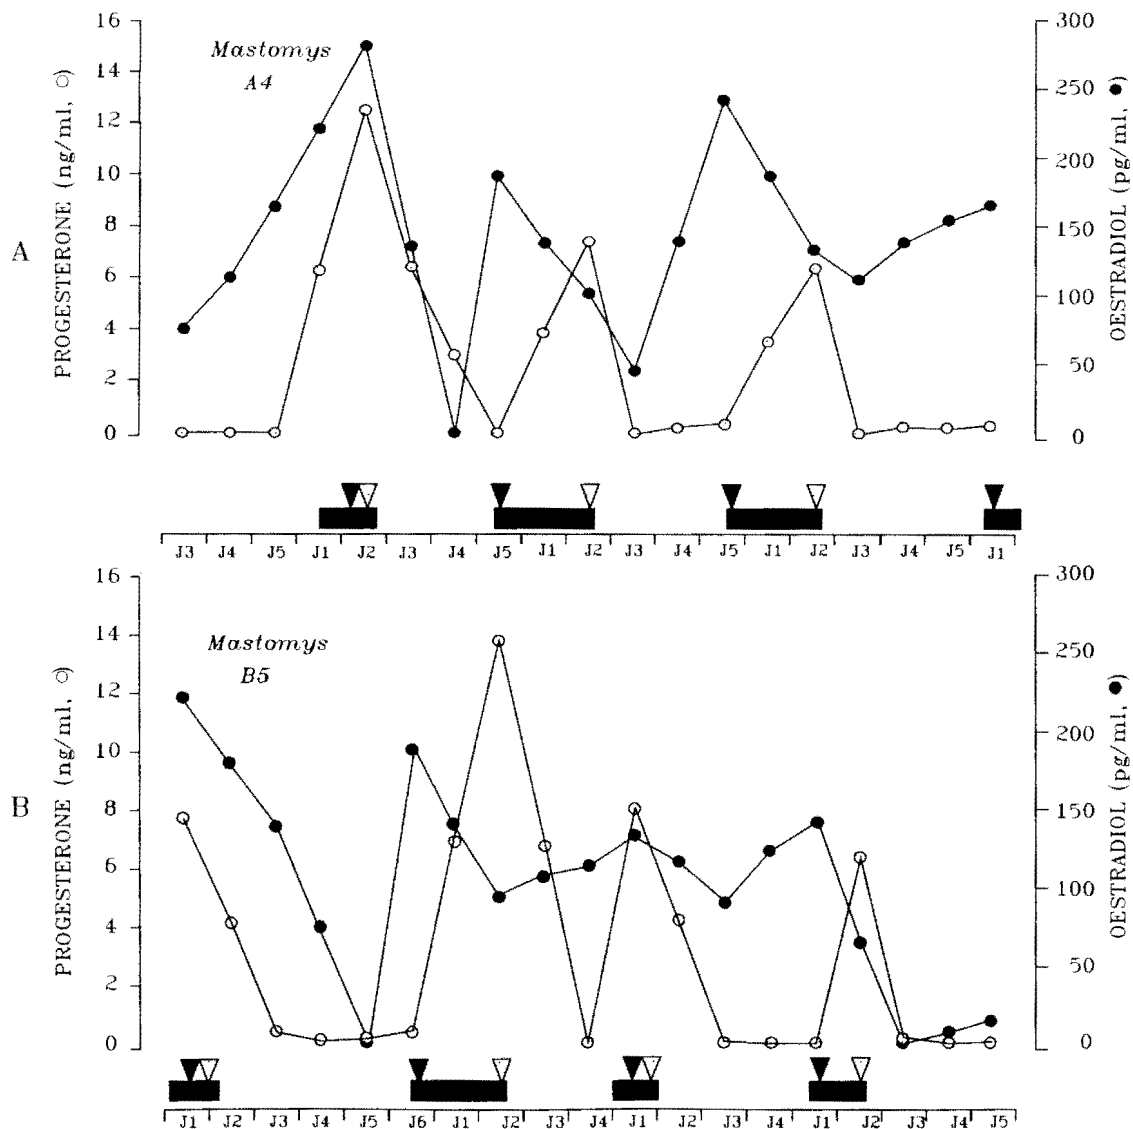 A
Mastomys
A4
PROGESTERONE (ng/ml, ○)
16
14
12
10
8
6
4
2
0
OESTRADIOL (pg/ml, ●)
300
250
200
150
100
50
0
J3 J4 J5 J1 J2 J3 J4 J5 J1 J2 J3 J4 J5 J1 J2 J3 J4 J5 J1
B
Mastomys
B5
PROGESTERONE (ng/ml, ○)
16
14
12
10
8
6
4
2
0
OESTRADIOL (pg/ml, ●)
300
250
200
150
100
50
0
J1 J2 J3 J4 J5 J6 J1 J2 J3 J4 J1 J2 J3 J4 J1 J2 J3 J4 J5